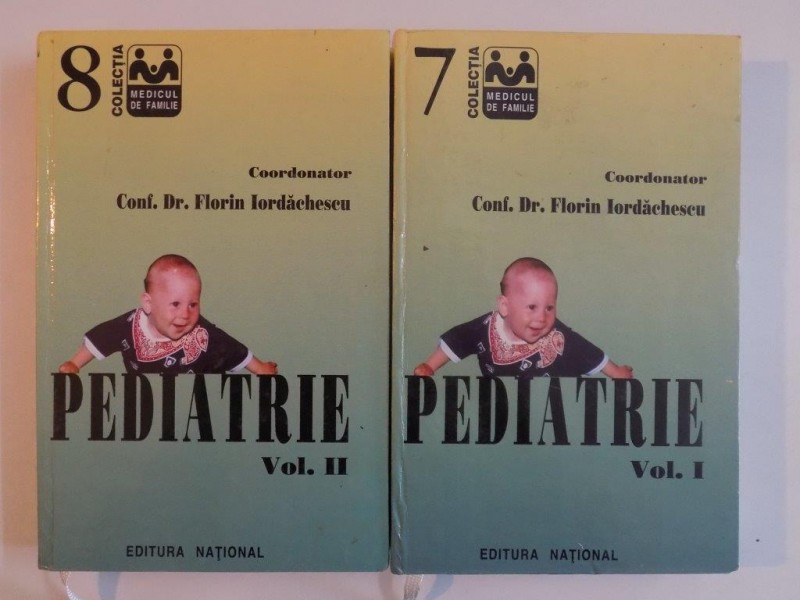 8
COLECȚIA
MEDICUL
DE FAMILIE
Coordonator
Conf. Dr. Florin Iordăchescu
PEDIATRIE
Vol. II
EDITURA NAȚIONAL
7
COLECȚIA
MEDICUL
DE FAMILIE
Coordonator
Conf. Dr. Florin Iordăchescu
PEDIATRIE
Vol. I
EDITURA NAȚIONAL